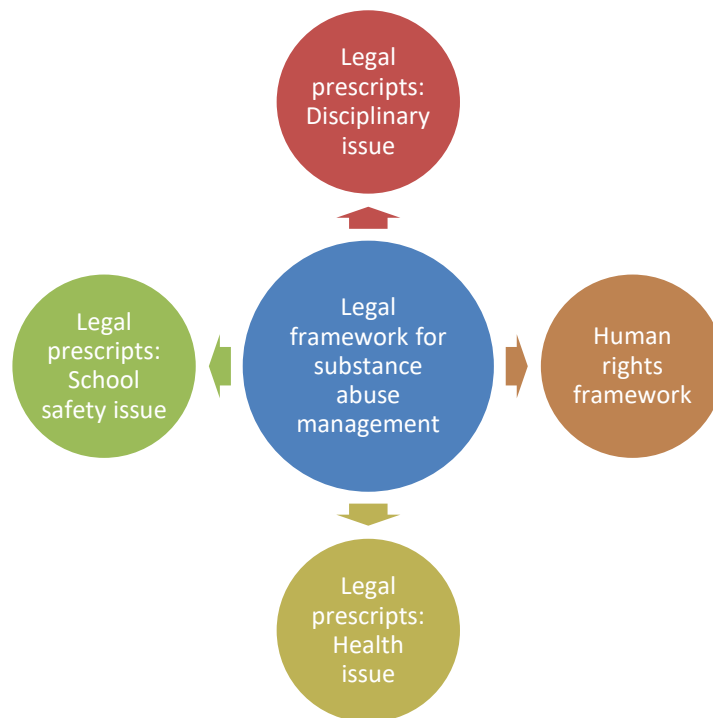 Legal
prescripts:
Disciplinary
issue
Legal
prescripts:
School
safety issue
Legal
framework for
substance
abuse
management
Human
rights
framework
Legal
prescripts:
Health
issue